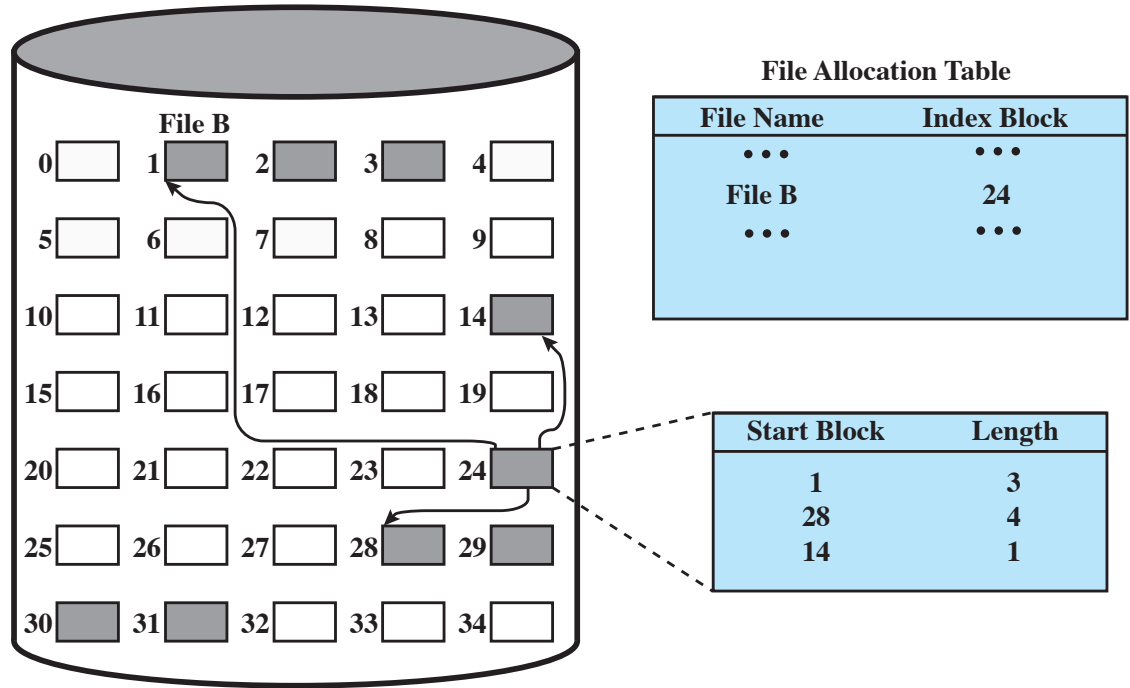 File B
0 1 2 3 4
5 6 7 8 9
10 11 12 13 14
15 16 17 18 19
20 21 22 23 24
25 26 27 28 29
30 31 32 33 34
File Allocation Table
File Name Index Block
••• •••
File B 24
••• •••
Start Block Length
1 3
28 4
14 1